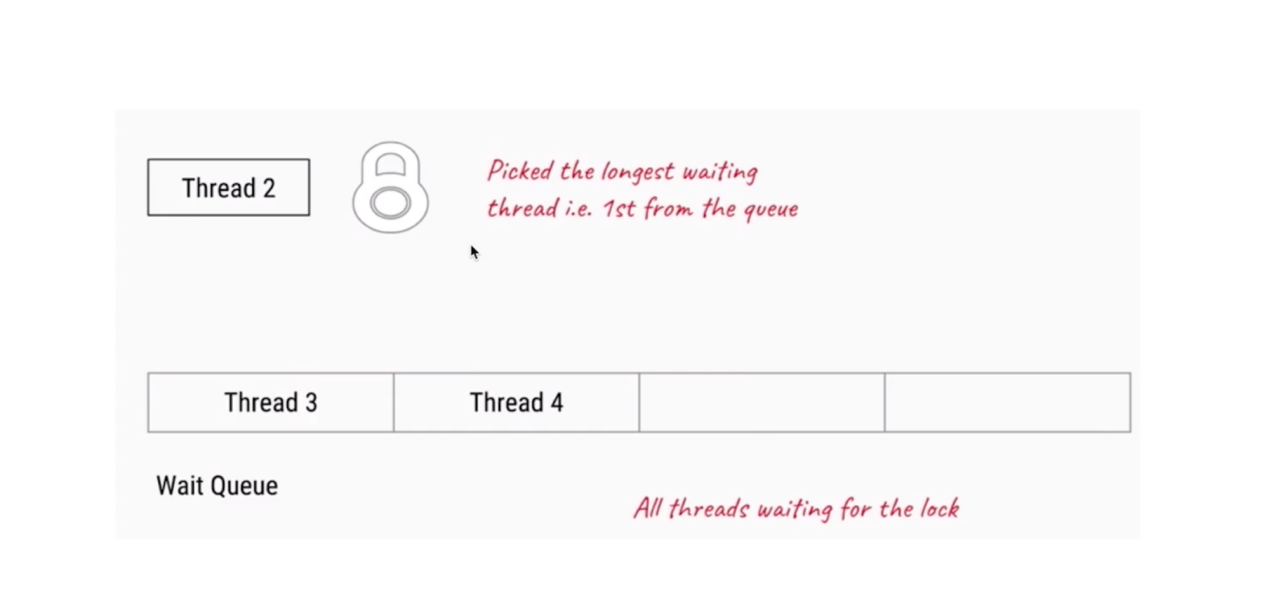 Thread 2
Picked the longest waiting
thread i.e. 1st from the queue
Thread 3
Thread 4
Wait Queue
All threads waiting for the lock